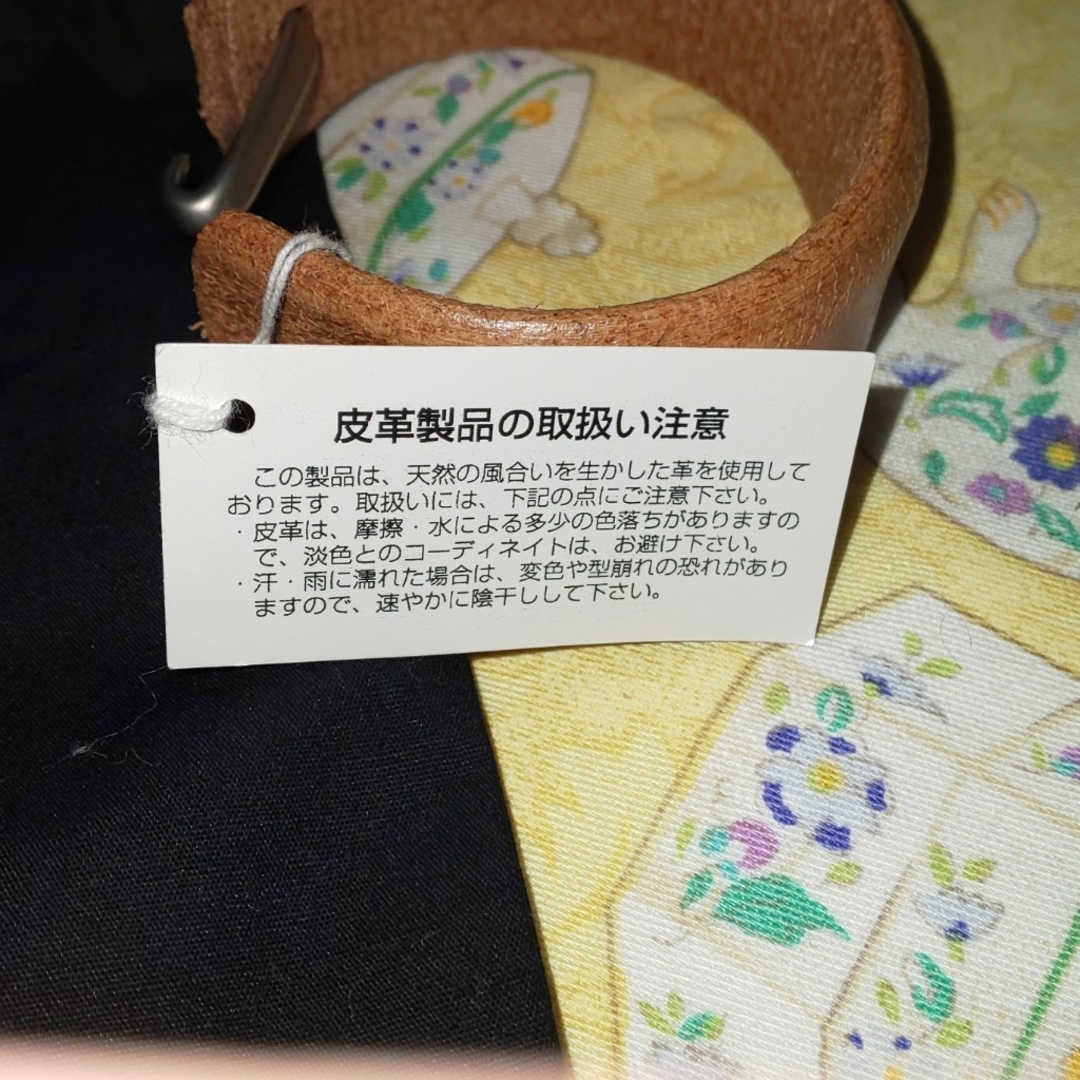 皮革製品の取扱い注意
この製品は、天然の風合いを生かした革を使用して
おります。取扱いには、下記の点にご注意下さい。
・皮革は、摩擦・水による多少の色落ちがありますの
で、淡色とのコーディネイトは、お避け下さい。
・汗・雨に濡れた場合は、変色や型崩れの恐れがあり
ますので、速やかに陰干しして下さい。